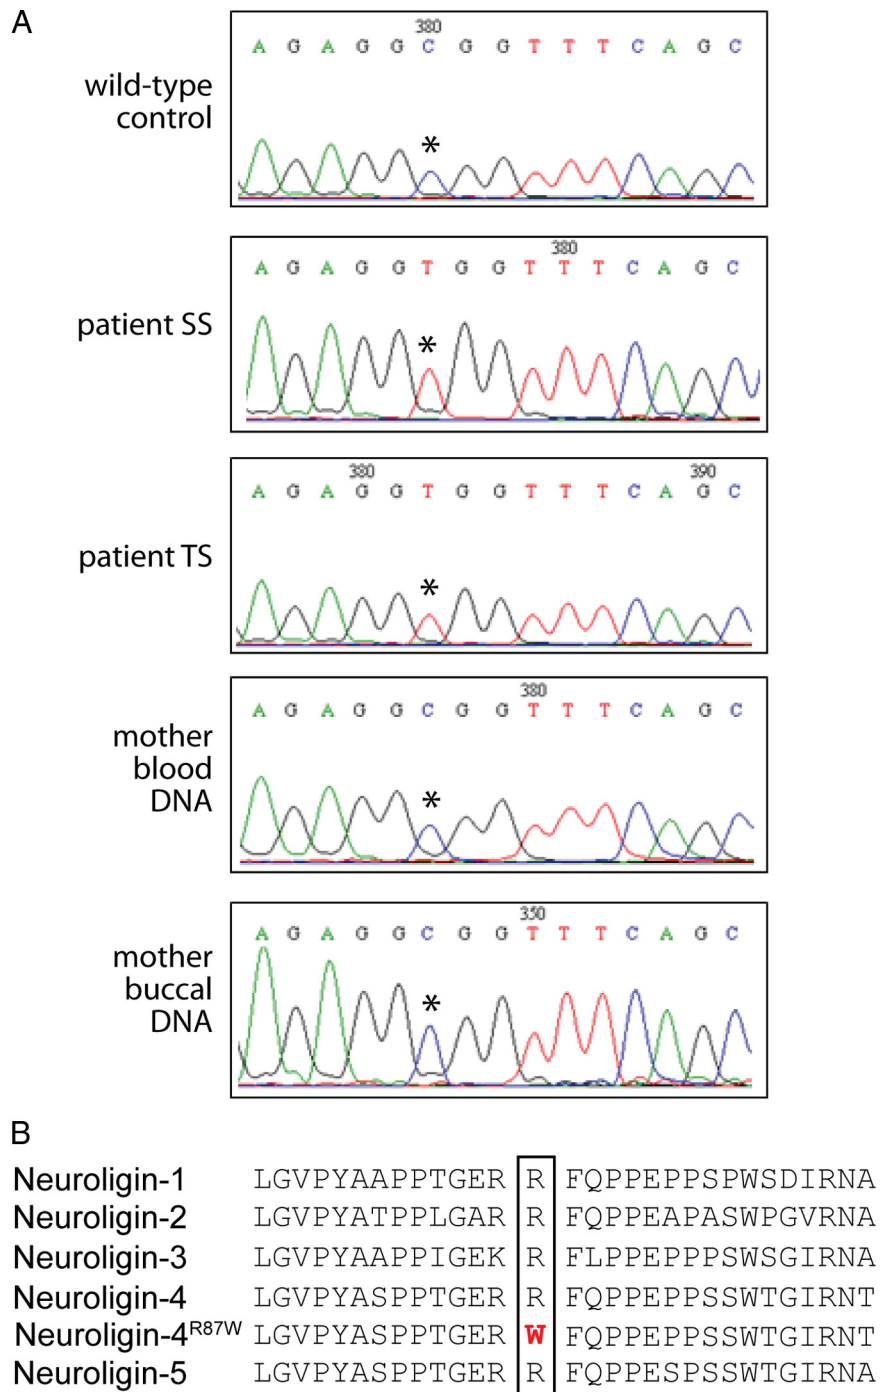 A
380
A G A G G C G G T T T C A G C
wild-type
control
*
380
A G A G G T G G T T T C A G C
patient SS
*
380 390
A G A G G T G G T T T C A G C
patient TS
*
380
A G A G G C G G T T T C A G C
mother
blood
DNA
*
350
A G A G G C G G T T T C A G C
mother
buccal
DNA
*
B
Neuroligin-1 LGVPYAAPPTGER R FQPPEPPSPWSDIRNA
Neuroligin-2 LGVPYATPPLGAR R FQPPEAPASWPGVRNA
Neuroligin-3 LGVPYAAPPIGEK R FLPPEPPPSWSGIRNA
Neuroligin-4 LGVPYASPPTGER R FQPPEPPSSWTGIRNT
Neuroligin-4R87W LGVPYASPPTGER W FQPPEPPSSWTGIRNT
Neuroligin-5 LGVPYASPPTGER R FQPPESPSSWTGIRNA